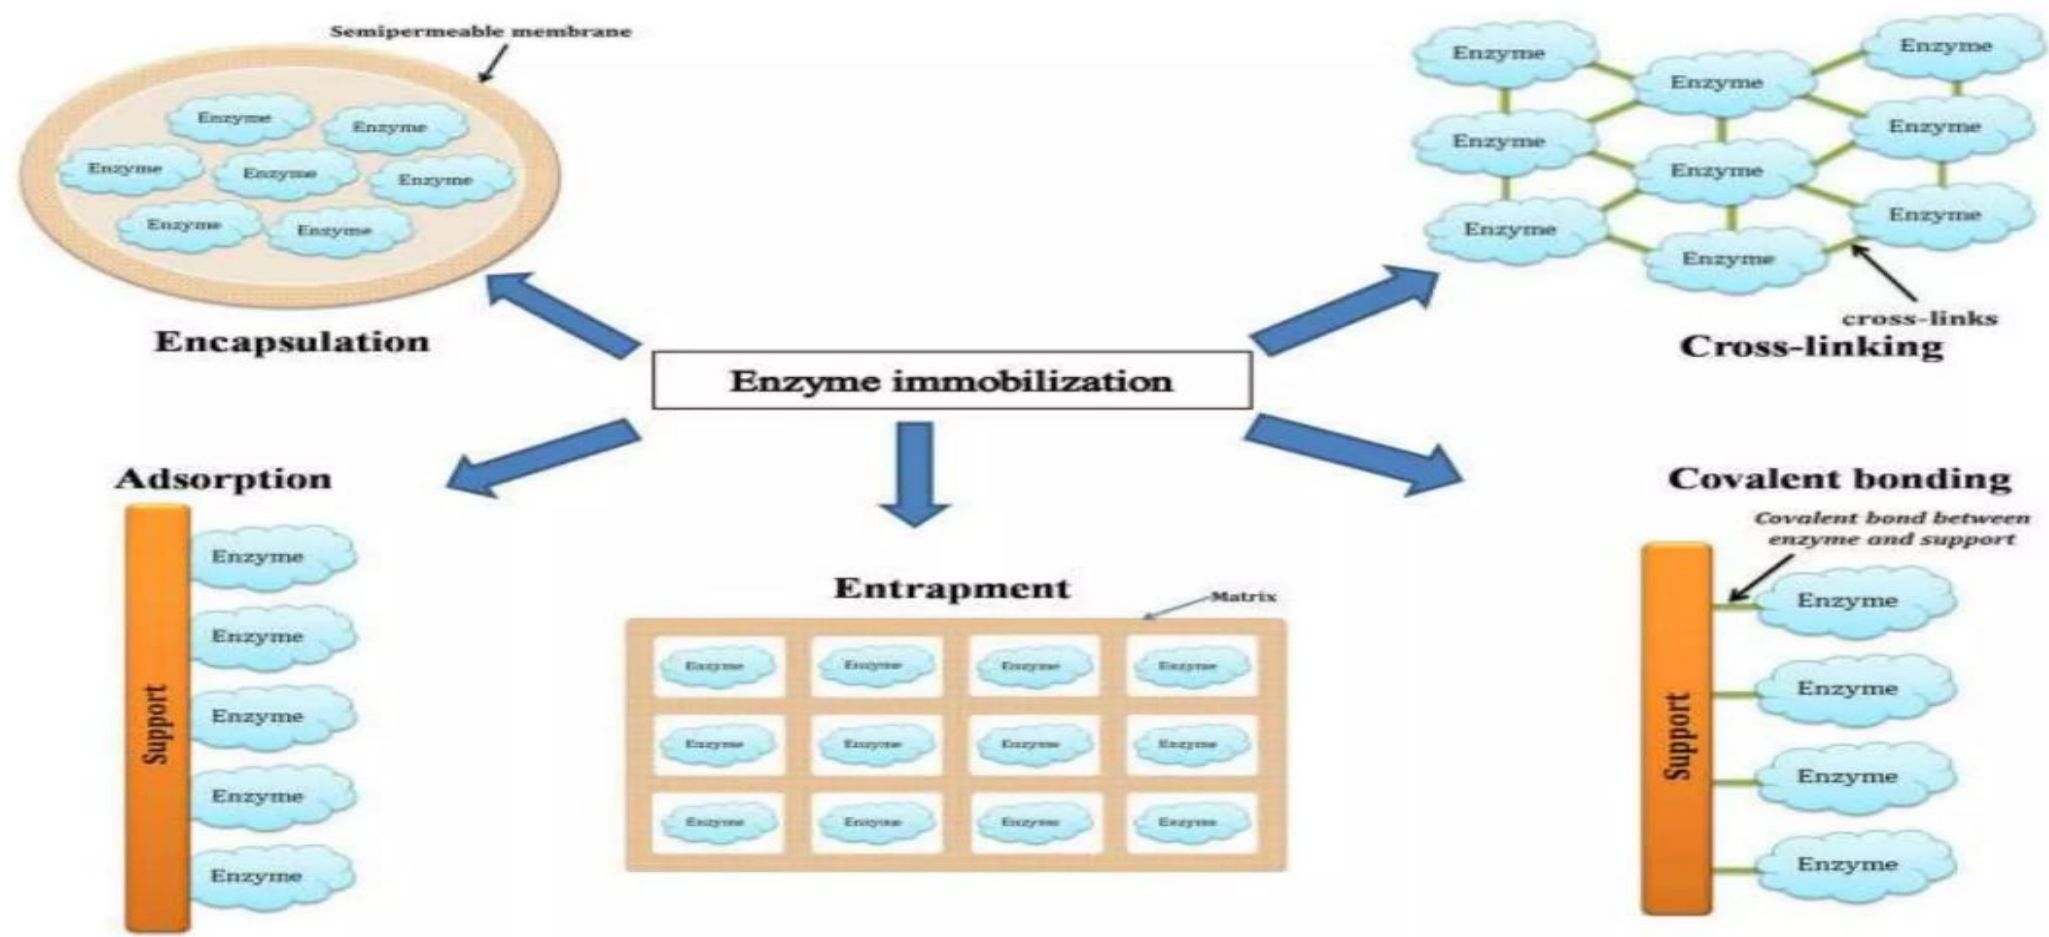 Semipermeable membrane
Enzyme
Enzyme
Enzyme
Enzyme
Enzyme
Enzyme
Enzyme
Encapsulation
Enzyme
Enzyme
Enzyme
Enzyme
Enzyme
Enzyme
Enzyme
Enzyme
Enzyme
cross-links
Cross-linking
Enzyme immobilization
Adsorption
Support
Enzyme
Enzyme
Enzyme
Enzyme
Enzyme
Entrapment
Matrix
Enzyme
Enzyme
Enzyme
Enzyme
Enzyme
Enzyme
Enzyme
Enzyme
Enzyme
Enzyme
Enzyme
Enzyme
Covalent bonding
Covalent bond between
enzyme and support
Support
Enzyme
Enzyme
Enzyme
Enzyme